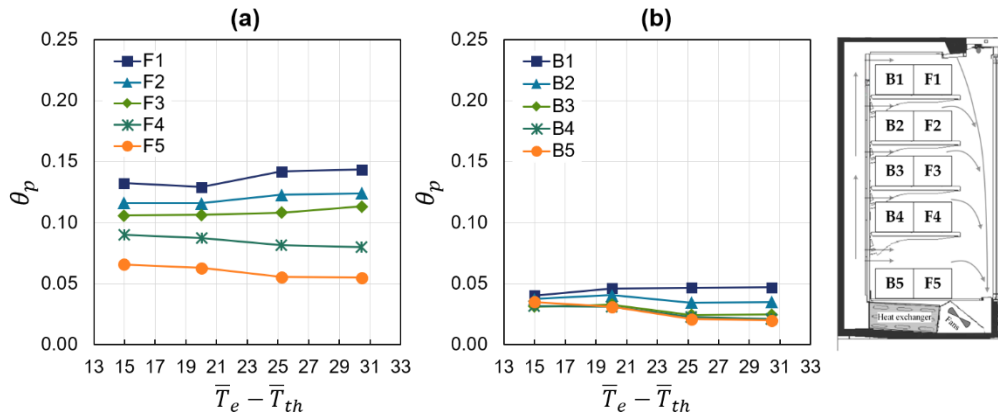 (a)
0.25
0.20
0.15
0.10
0.05
0.00
θp
F1
F2
F3
F4
F5
13 15 17 19 21 23 25 27 29 31 33
T̅e − T̅th
(b)
0.25
0.20
0.15
0.10
0.05
0.00
θp
B1
B2
B3
B4
B5
13 15 17 19 21 23 25 27 29 31 33
T̅e − T̅th
B1 F1
B2 F2
B3 F3
B4 F4
B5 F5
Heat exchanger
Fans